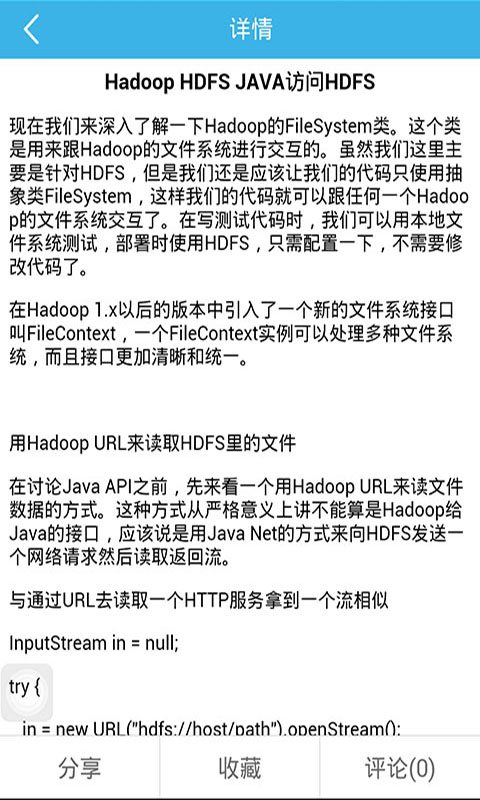 详情
Hadoop HDFS JAVA访问HDFS
现在我们来深入了解一下Hadoop的FileSystem类。这个类
是用来跟Hadoop的文件系统进行交互的。虽然我们这里主
要是针对HDFS，但是我们还是应该让我们的代码只使用抽
象类FileSystem，这样我们的代码就可以跟任何一个Hadoo
p的文件系统交互了。在写测试代码时，我们可以用本地文
件系统测试，部署时使用HDFS，只需配置一下，不需要修
改代码了。
在Hadoop 1.x以后的版本中引入了一个新的文件系统接口
叫FileContext，一个FileContext实例可以处理多种文件系
统，而且接口更加清晰和统一。
用Hadoop URL来读取HDFS里的文件
在讨论Java API之前，先来看一个用Hadoop URL来读文件
数据的方式。这种方式从严格意义上讲不能算是Hadoop给
Java的接口，应该说是用Java Net的方式来向HDFS发送一
个网络请求然后读取返回流。
与通过URL去读取一个HTTP服务拿到一个流相似
InputStream in = null;
try {
in = new URL("hdfs://host/path").openStream();
分享
收藏
评论(0)